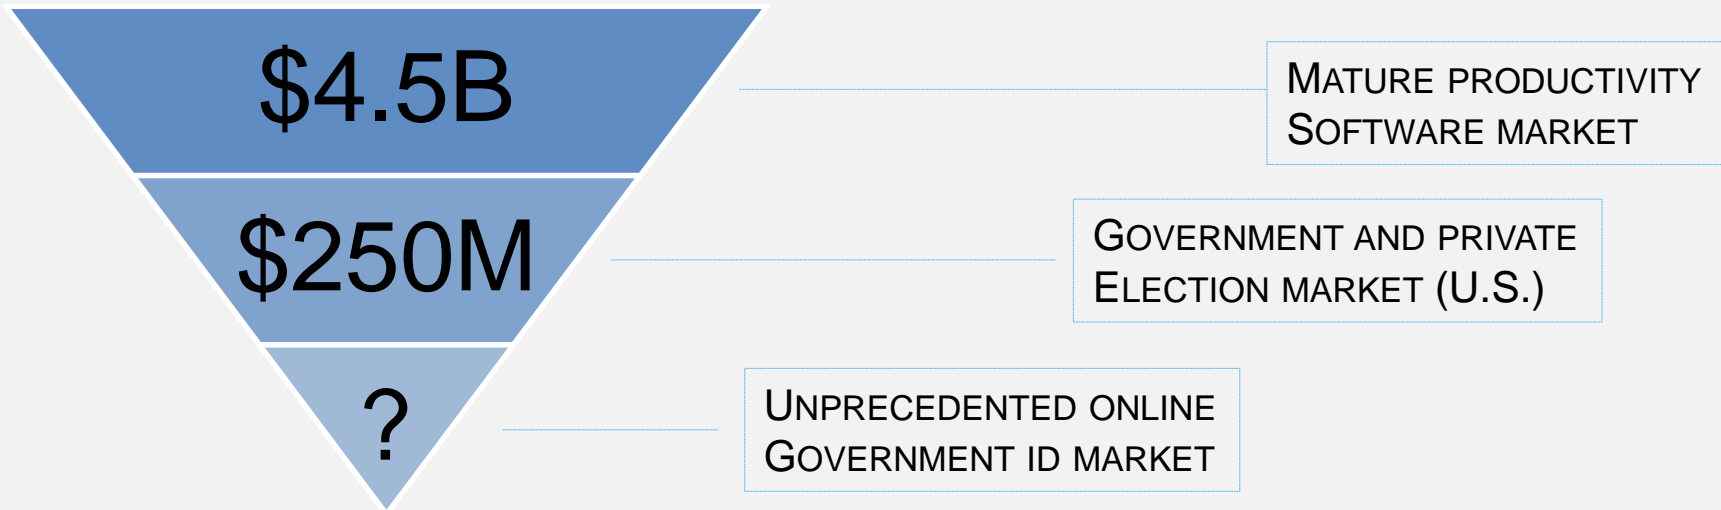 $4.5B
MATURE PRODUCTIVITY
SOFTWARE MARKET
$250M
GOVERNMENT AND PRIVATE
ELECTION MARKET (U.S.)
?
UNPRECEDENTED ONLINE
GOVERNMENT ID MARKET